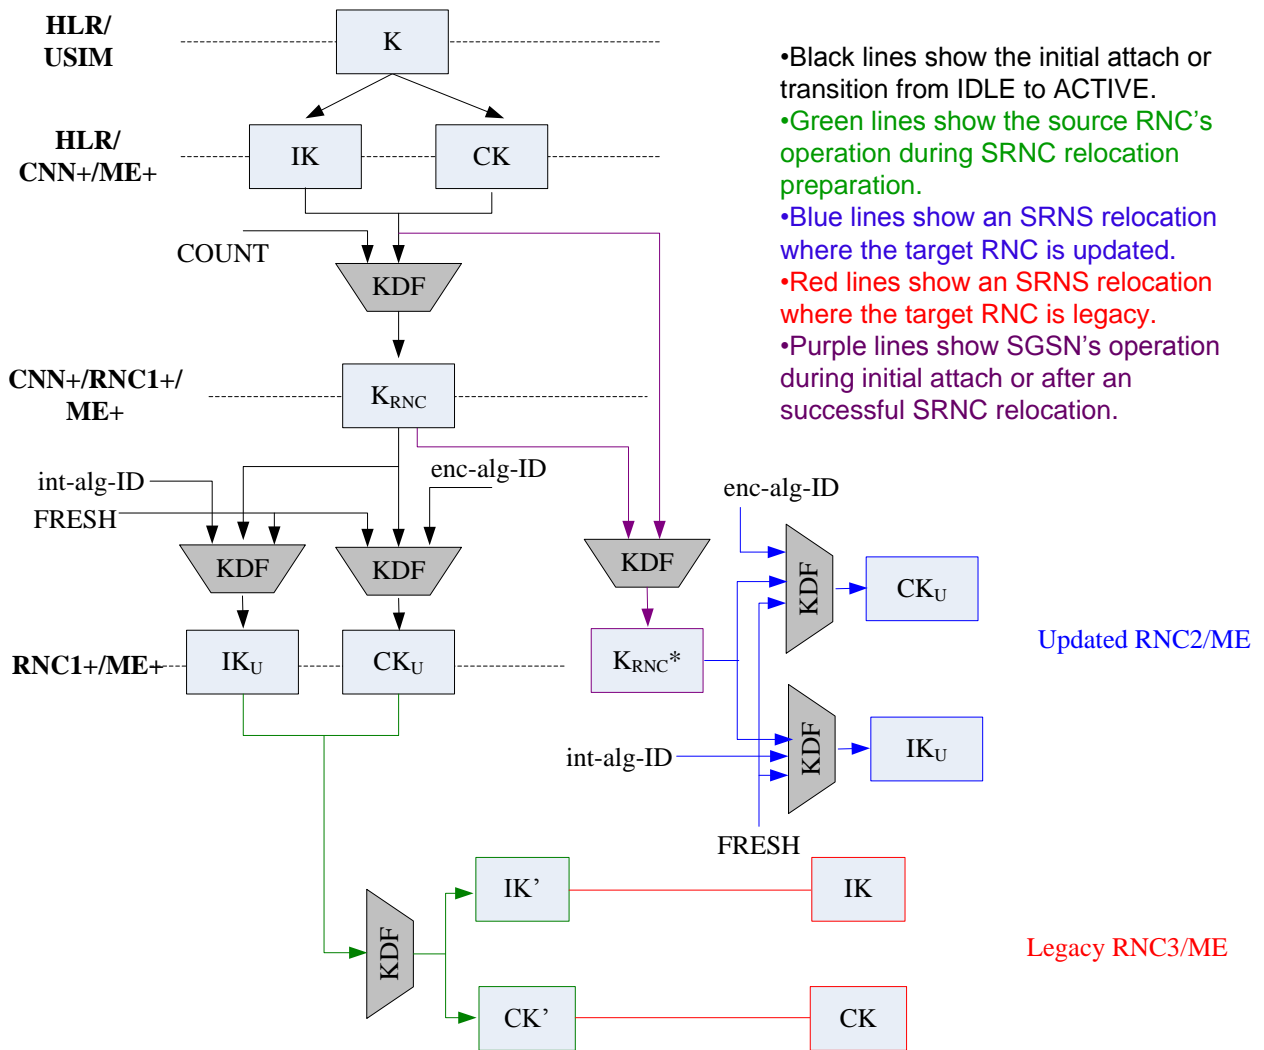 HLR/
USIM
K
•Black lines show the initial attach or
transition from IDLE to ACTIVE.
•Green lines show the source RNC's
operation during SRNC relocation
preparation.
•Blue lines show an SRNS relocation
where the target RNC is updated.
•Red lines show an SRNS relocation
where the target RNC is legacy.
•Purple lines show SGSN's operation
during initial attach or after an
successful SRNC relocation.
HLR/
CNN+/ME+
IK
CK
COUNT
KDF
CNN+/RNC1+/
ME+
KRNC
int-alg-ID
enc-alg-ID
FRESH
KDF
KDF
KDF
enc-alg-ID
KDF
CKU
RNC1+/ME+
IKU
CKU
KRNC*
Updated RNC2/ME
int-alg-ID
KDF
IKU
FRESH
KDF
IK’
IK
Legacy RNC3/ME
CK’
CK